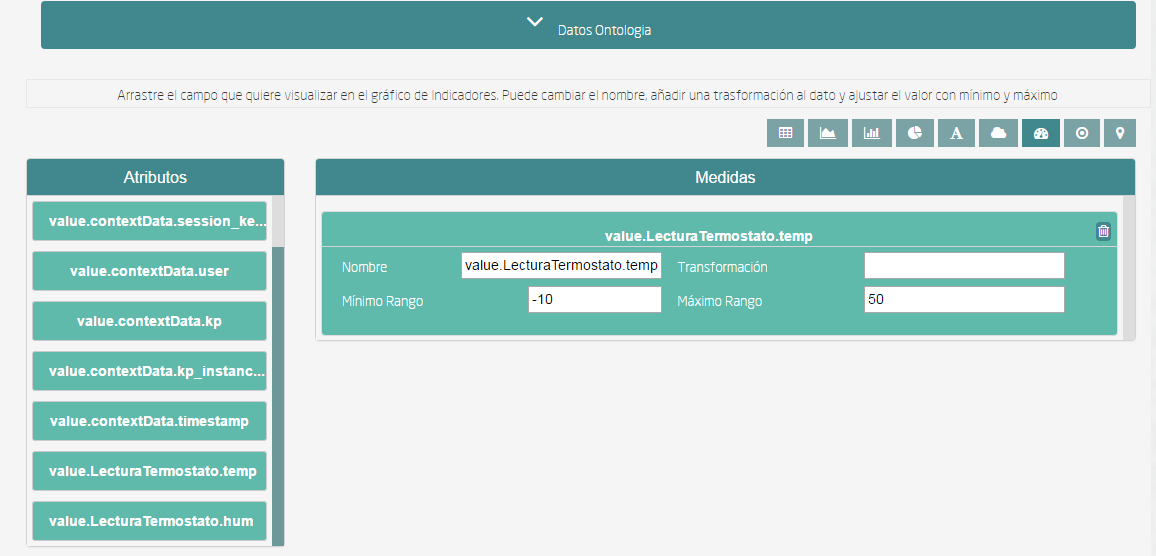 Datos Ontologia
Arrastre el campo que quiere visualizar en el gráfico de Indicadores. Puede cambiar el nombre, añadir una trasformación al dato y ajustar el valor con mínimo y máximo
A
Atributos
value.contextData.session_ke...
value.contextData.user
value.contextData.kp
value.contextData.kp_instanc...
value.contextData.timestamp
value.LecturaTermostato.temp
value.LecturaTermostato.hum
Medidas
value.LecturaTermostato.temp
Nombre value.LecturaTermostato.temp Transformación
Mínimo Rango -10 Máximo Rango 50